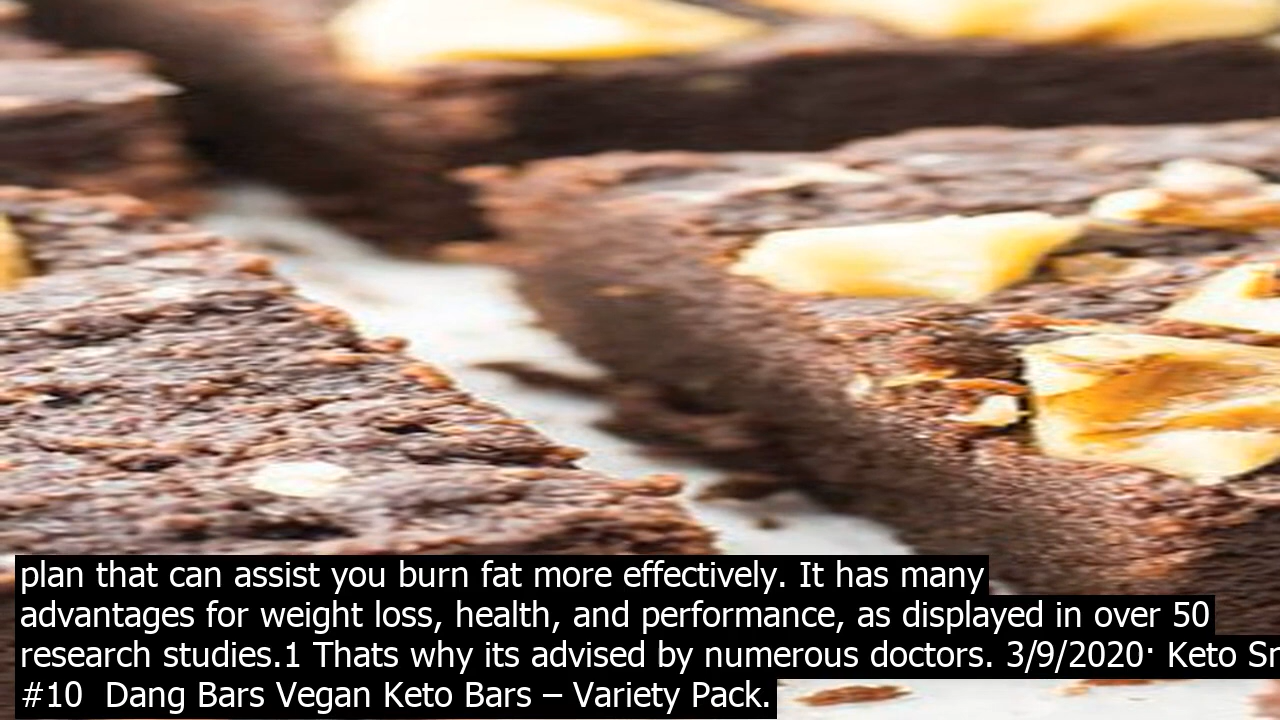 plan that can assist you burn fat more effectively. It has many
advantages for weight loss, health, and performance, as displayed in over 50
research studies.1 Thats why its advised by numerous doctors. 3/9/2020· Keto
#10  Dang Bars Vegan Keto Bars – Variety Pack.